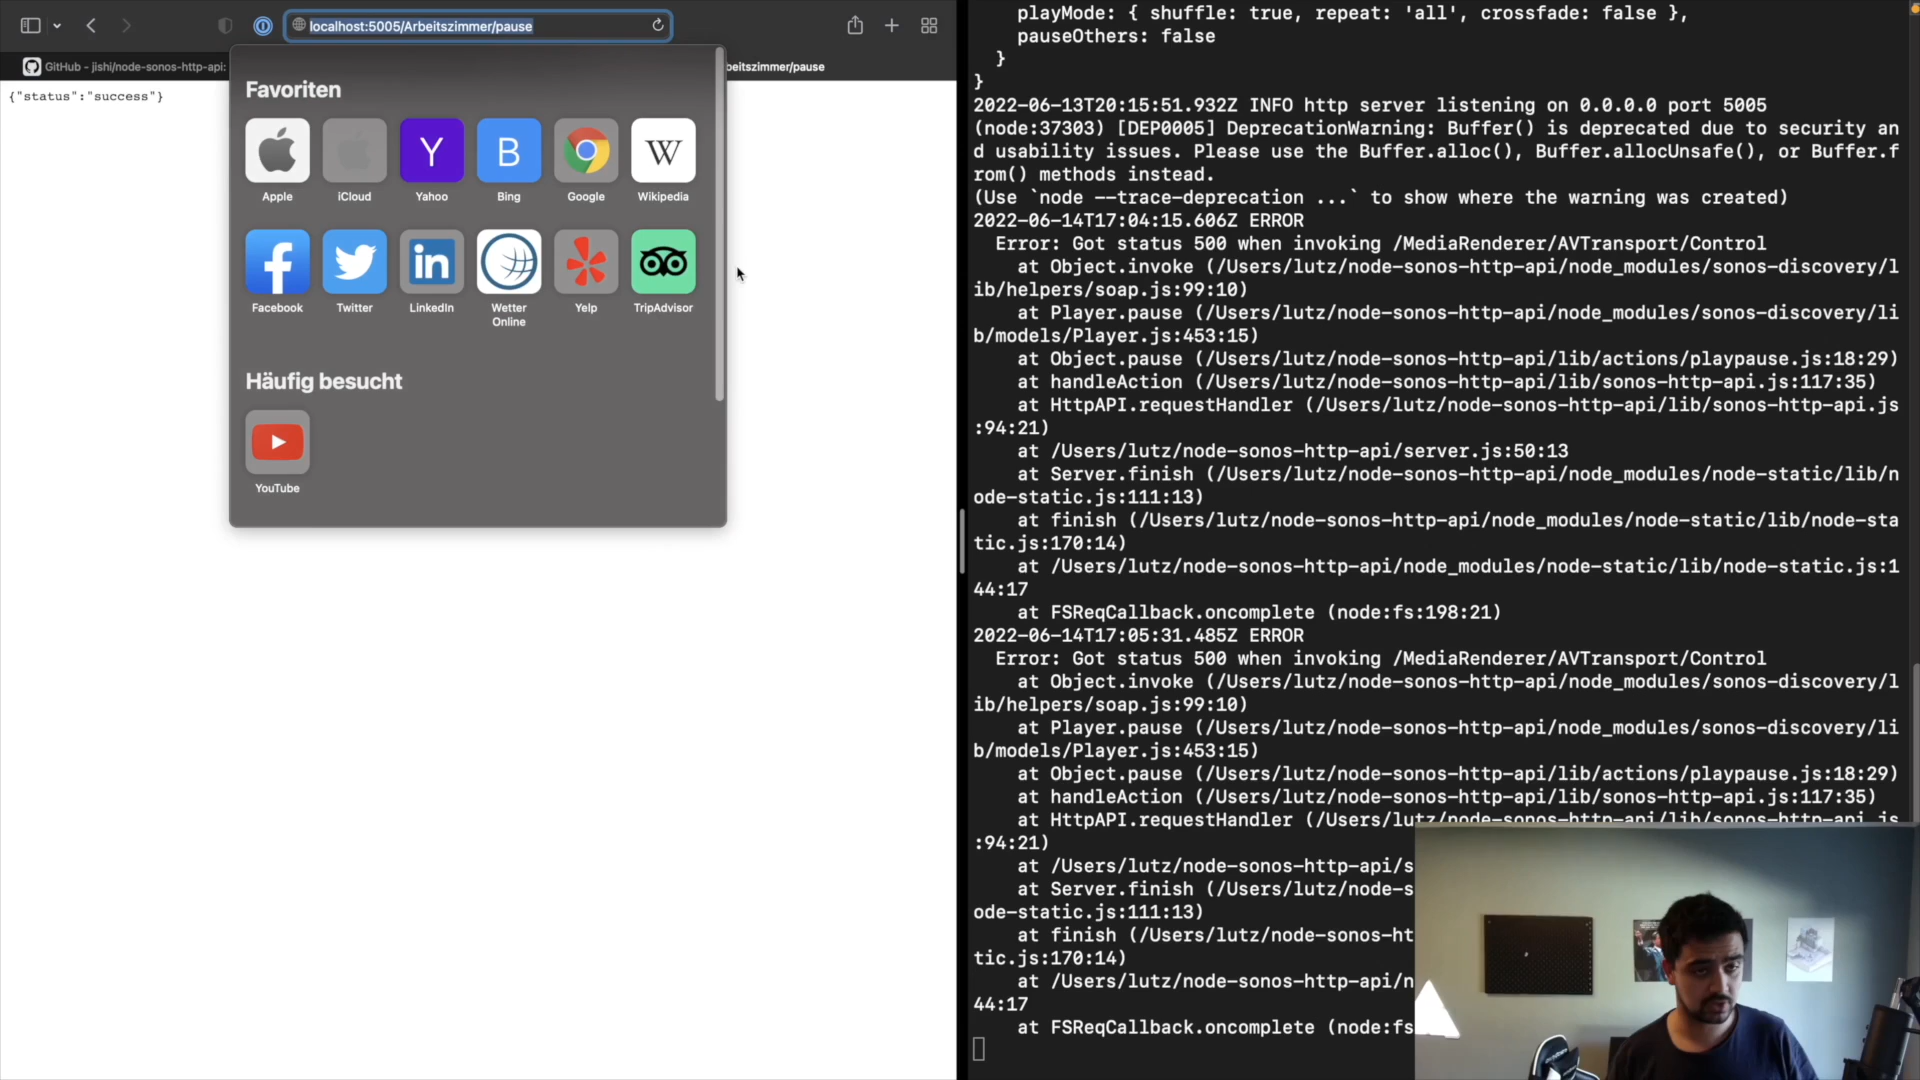 localhost:5005/Arbeitszimmer/pause
GitHub - jishi/node-sonos-http-api:
beitszimmer/pause
{"status":"success"}
Favoriten
Y
B
W
Apple
iCloud
Yahoo
Bing
Google
Wikipedia
f
in
Facebook
Twitter
LinkedIn
Wetter
Online
Yelp
TripAdvisor
Häufig besucht
YouTube
playMode: { shuffle: true, repeat: 'all', crossfade: false },
pauseOthers: false
}
}
2022-06-13T20:15:51.932Z INFO http server listening on 0.0.0.0 port 5005
(node:37303) [DEP0005] DeprecationWarning: Buffer() is deprecated due to security an
d usability issues. Please use the Buffer.alloc(), Buffer.allocUnsafe(), or Buffer.f
rom() methods instead.
(Use `node --trace-deprecation ...` to show where the warning was created)
2022-06-14T17:04:15.606Z ERROR
Error: Got status 500 when invoking /MediaRenderer/AVTransport/Control
at Object.invoke (/Users/lutz/node-sonos-http-api/node_modules/sonos-discovery/l
ib/helpers/soap.js:99:10)
at Player.pause (/Users/lutz/node-sonos-http-api/node_modules/sonos-discovery/li
b/models/Player.js:453:15)
at Object.pause (/Users/lutz/node-sonos-http-api/lib/actions/playpause.js:18:29)
at handleAction (/Users/lutz/node-sonos-http-api/lib/sonos-http-api.js:117:35)
at HttpAPI.requestHandler (/Users/lutz/node-sonos-http-api/lib/sonos-http-api.js
:94:21)
at /Users/lutz/node-sonos-http-api/server.js:50:13
at Server.finish (/Users/lutz/node-sonos-http-api/node_modules/node-static/lib/n
ode-static.js:111:13)
at finish (/Users/lutz/node-sonos-http-api/node_modules/node-static/lib/node-sta
tic.js:170:14)
at /Users/lutz/node-sonos-http-api/node_modules/node-static/lib/node-static.js:1
44:17
at FSReqCallback.oncomplete (node:fs:198:21)
2022-06-14T17:05:31.485Z ERROR
Error: Got status 500 when invoking /MediaRenderer/AVTransport/Control
at Object.invoke (/Users/lutz/node-sonos-http-api/node_modules/sonos-discovery/l
ib/helpers/soap.js:99:10)
at Player.pause (/Users/lutz/node-sonos-http-api/node_modules/sonos-discovery/li
b/models/Player.js:453:15)
at Object.pause (/Users/lutz/node-sonos-http-api/lib/actions/playpause.js:18:29)
at handleAction (/Users/lutz/node-sonos-http-api/lib/sonos-http-api.js:117:35)
at HttpAPI.requestHandler (/Users/lutz/node-sonos-http-api/lib/sonos-http-api.js
:94:21)
at /Users/lutz/node-sonos-http-api/s
at Server.finish (/Users/lutz/node-s
ode-static.js:111:13)
at finish (/Users/lutz/node-sonos-ht
tic.js:170:14)
at /Users/lutz/node-sonos-http-api/n
44:17
at FSReqCallback.oncomplete (node:fs